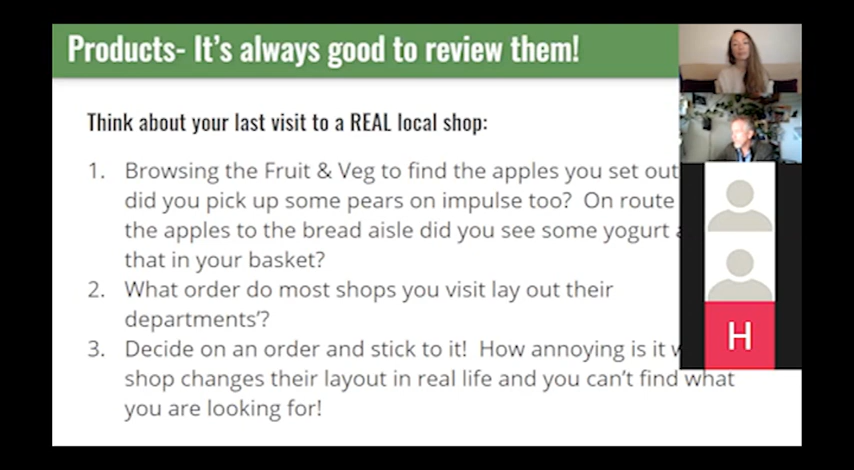 Products- It's always good to review them!
Think about your last visit to a REAL local shop:
1. Browsing the Fruit & Veg to find the apples you set out
did you pick up some pears on impulse too? On route
the apples to the bread aisle did you see some yogurt
that in your basket?
2. What order do most shops you visit lay out their
departments'?
3. Decide on an order and stick to it! How annoying is it
shop changes their layout in real life and you can't find what
you are looking for!
H